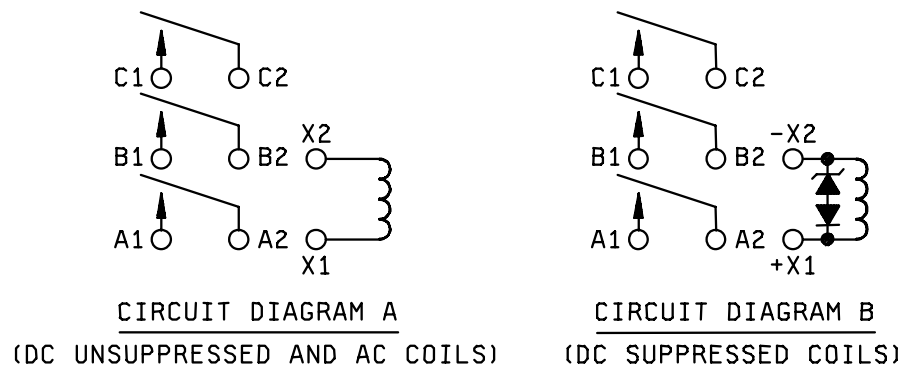 C1 C2 C1 C2
B1 B2 X2 B1 B2 -X2
A1 A2 X1 A1 A2 +X1
CIRCUIT DIAGRAM A CIRCUIT DIAGRAM B
(DC UNSUPPRESSED AND AC COILS) (DC SUPPRESSED COILS)